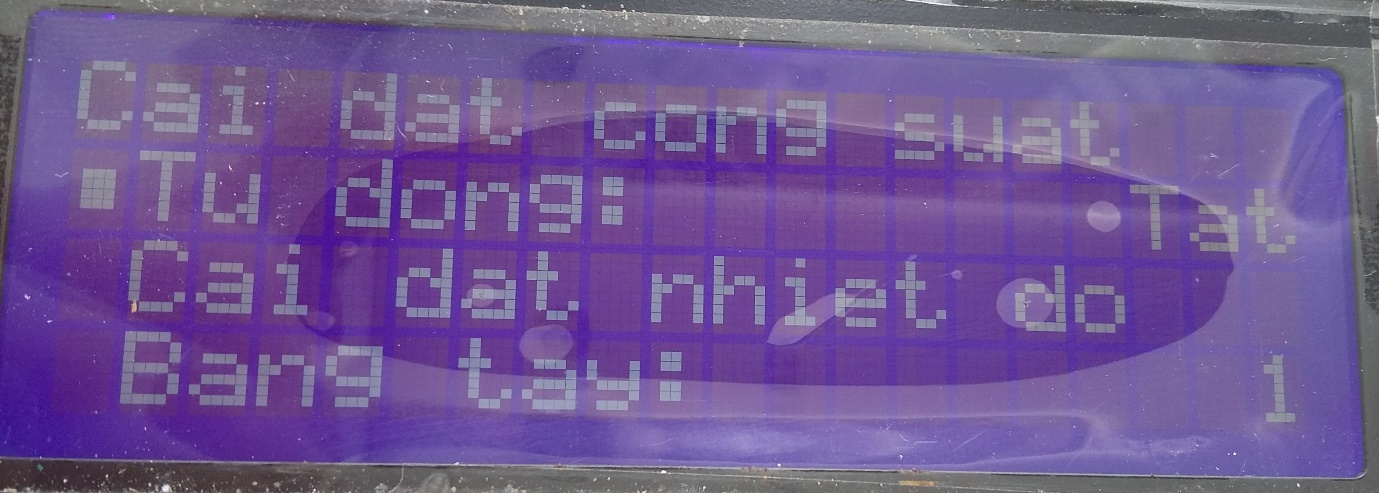 Cai dat cong suat
■Tu dong: Tat
Cai dat nhiet do
Bang tay: 1